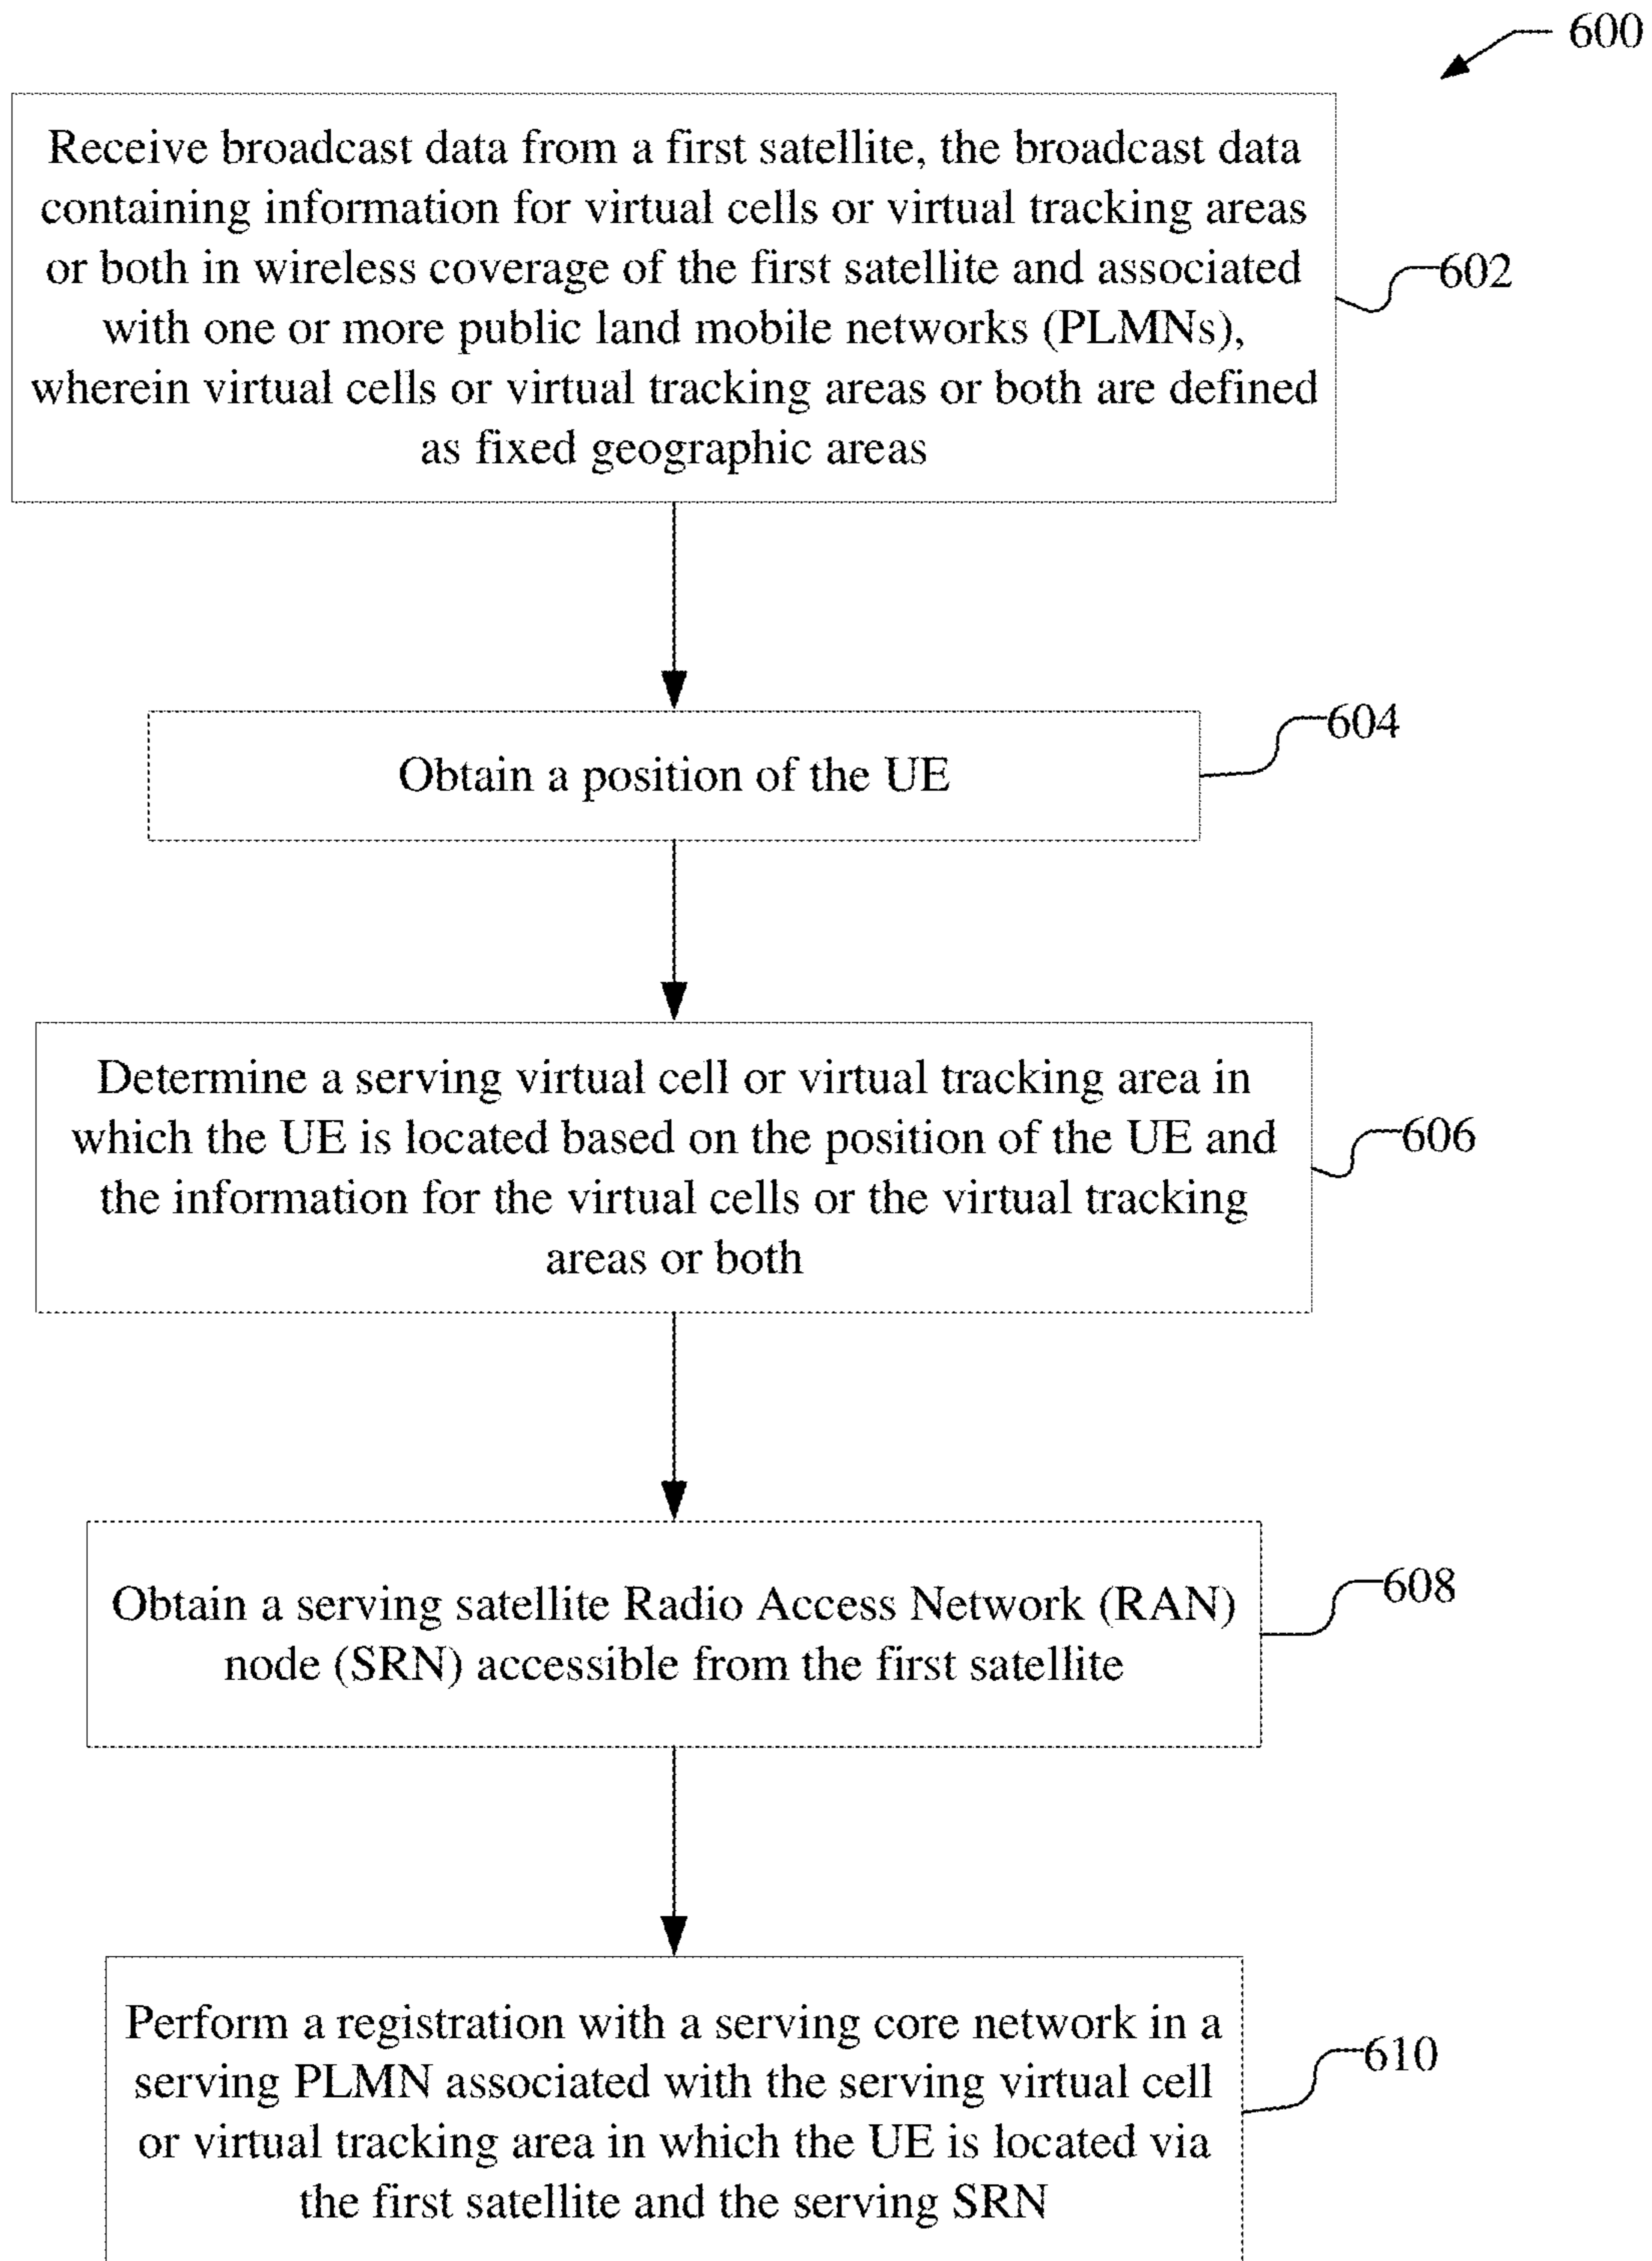 600
Receive broadcast data from a first satellite, the broadcast data
containing information for virtual cells or virtual tracking areas
or both in wireless coverage of the first satellite and associated
with one or more public land mobile networks (PLMNs),
wherein virtual cells or virtual tracking areas or both are defined
as fixed geographic areas
602
Obtain a position of the UE
604
Determine a serving virtual cell or virtual tracking area in
which the UE is located based on the position of the UE and
the information for the virtual cells or the virtual tracking
areas or both
606
Obtain a serving satellite Radio Access Network (RAN)
node (SRN) accessible from the first satellite
608
Perform a registration with a serving core network in a
serving PLMN associated with the serving virtual cell
or virtual tracking area in which the UE is located via
the first satellite and the serving SRN
610